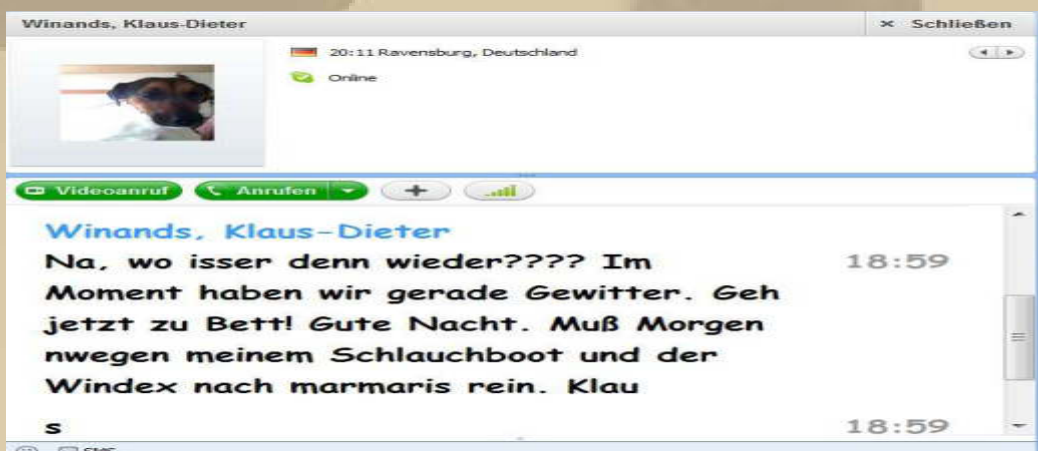 Winands, Klaus-Dieter
× Schließen
20:11 Ravensburg, Deutschland
Online
Videoanruf
Anrufen
Winands, Klaus-Dieter
Na, wo isser denn wieder???? Im 18:59
Moment haben wir gerade Gewitter. Geh
jetzt zu Bett! Gute Nacht. Muß Morgen
nwegen meinem Schlauchboot und der
Windex nach marmaris rein. Klau
s 18:59
SMS